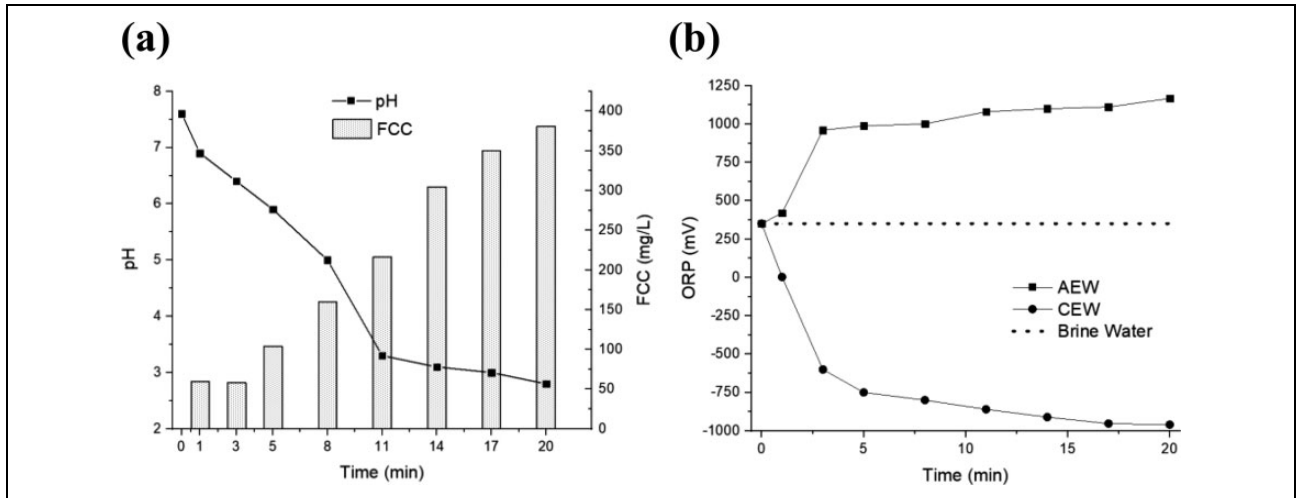 (a)
8
7
6
5
4
3
2
pH
pH
FCC
400
350
300
250
200
150
100
50
0
FCC (mg/L)
0 1 3 5 8 11 14 17 20
Time (min)
(b)
1250
1000
750
500
250
0
-250
-500
-750
-1000
ORP (mV)
AEW
CEW
Brine Water
0 5 10 15 20
Time (min)